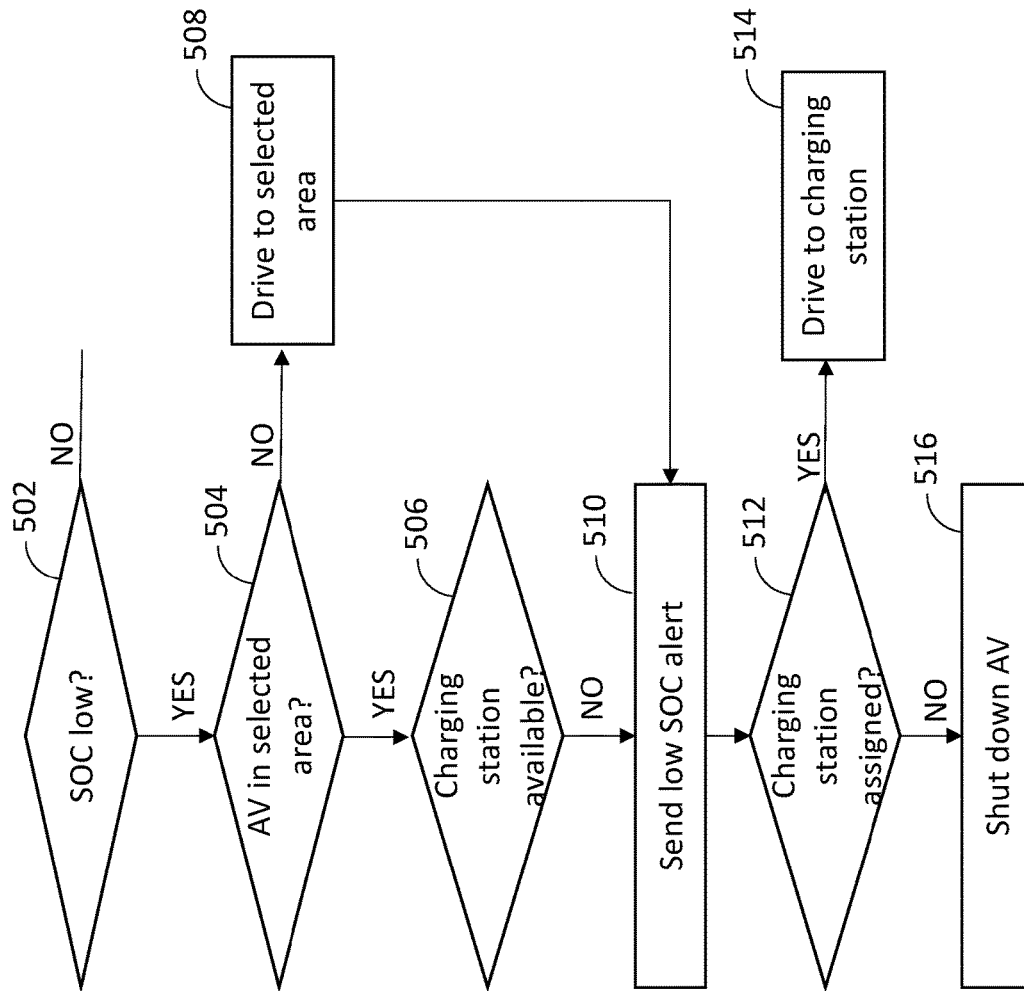 502
SOC low?
NO
YES
504
AV in selected
area?
NO
508
Drive to selected
area
YES
506
Charging
station
available?
NO
510
Send low SOC alert
512
Charging
station
assigned?
YES
514
Drive to charging
station
NO
516
Shut down AV